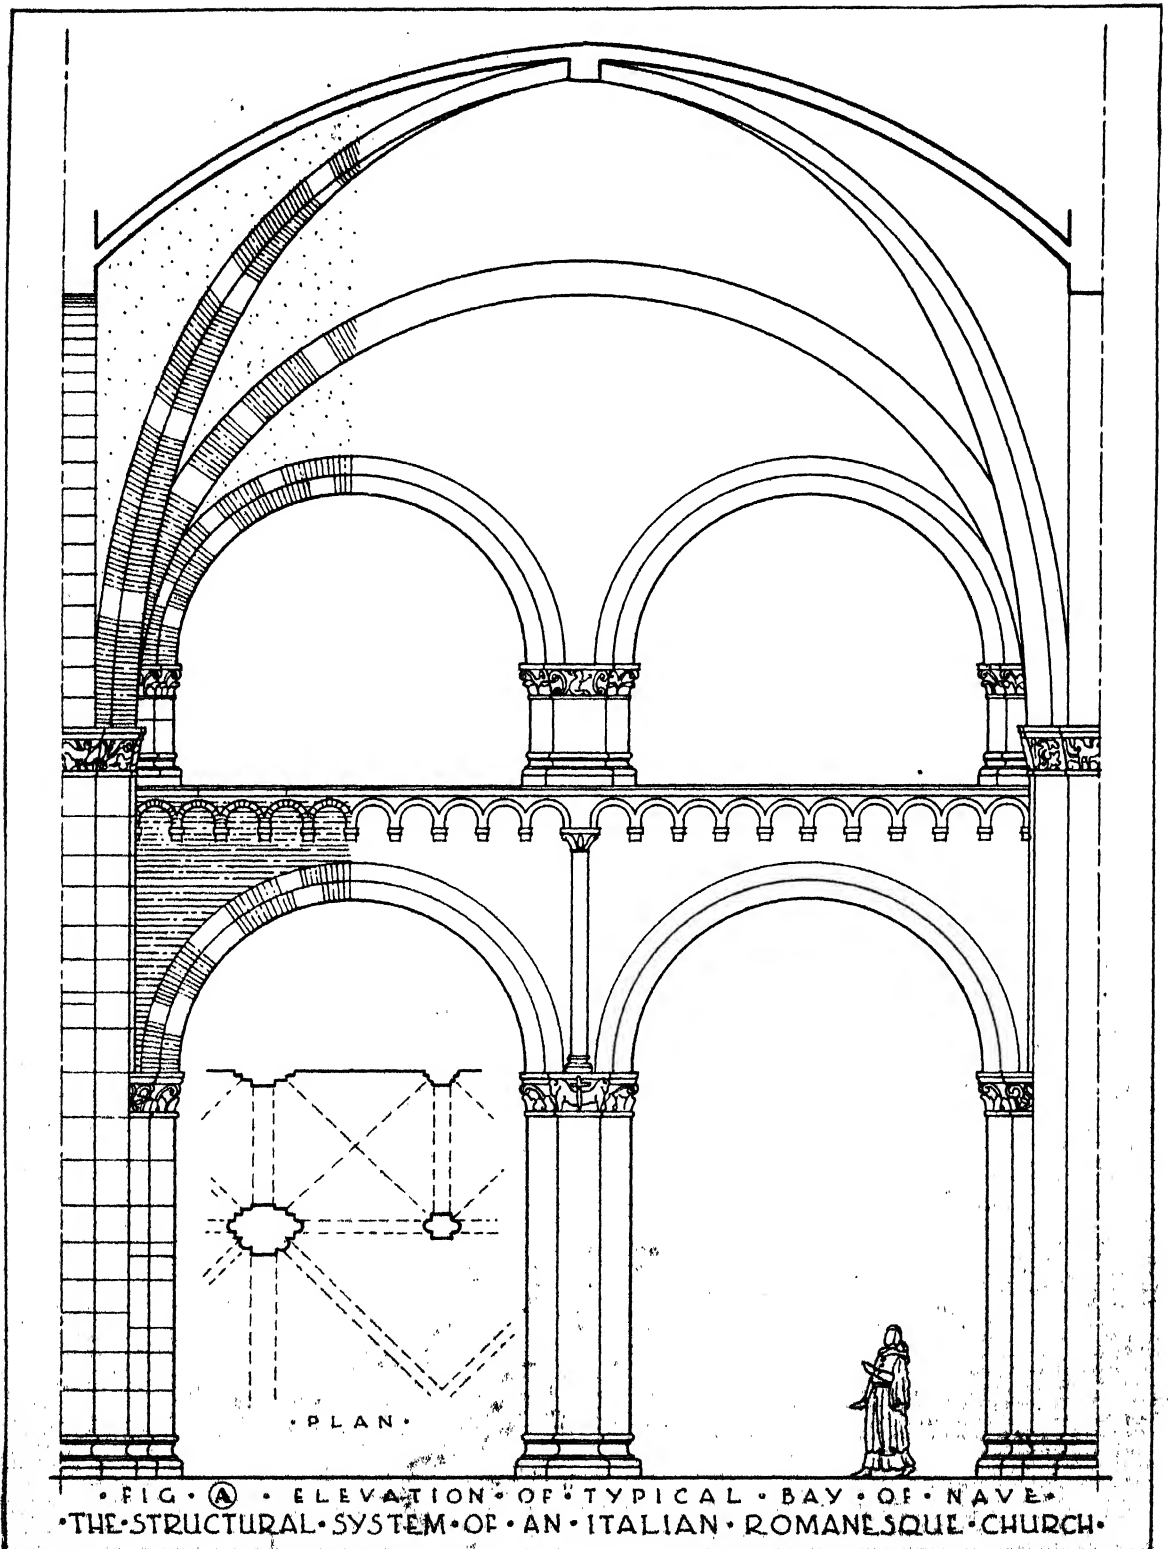 · PLAN ·
· FIG · A · ELEVATION · OF · TYPICAL · BAY · OF · NAVE ·
· THE · STRUCTURAL · SYSTEM · OF · AN · ITALIAN · ROMANESQUE · CHURCH ·